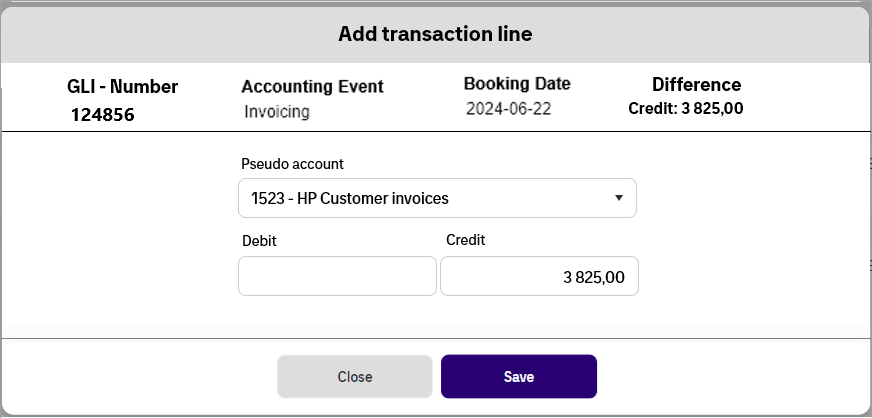 Add transaction line
GLI - Number Accounting Event Booking Date Difference
124856 Invoicing 2024-06-22 Credit: 3 825,00
Pseudo account
1523 - HP Customer invoices
Debit Credit
3 825,00
Close Save